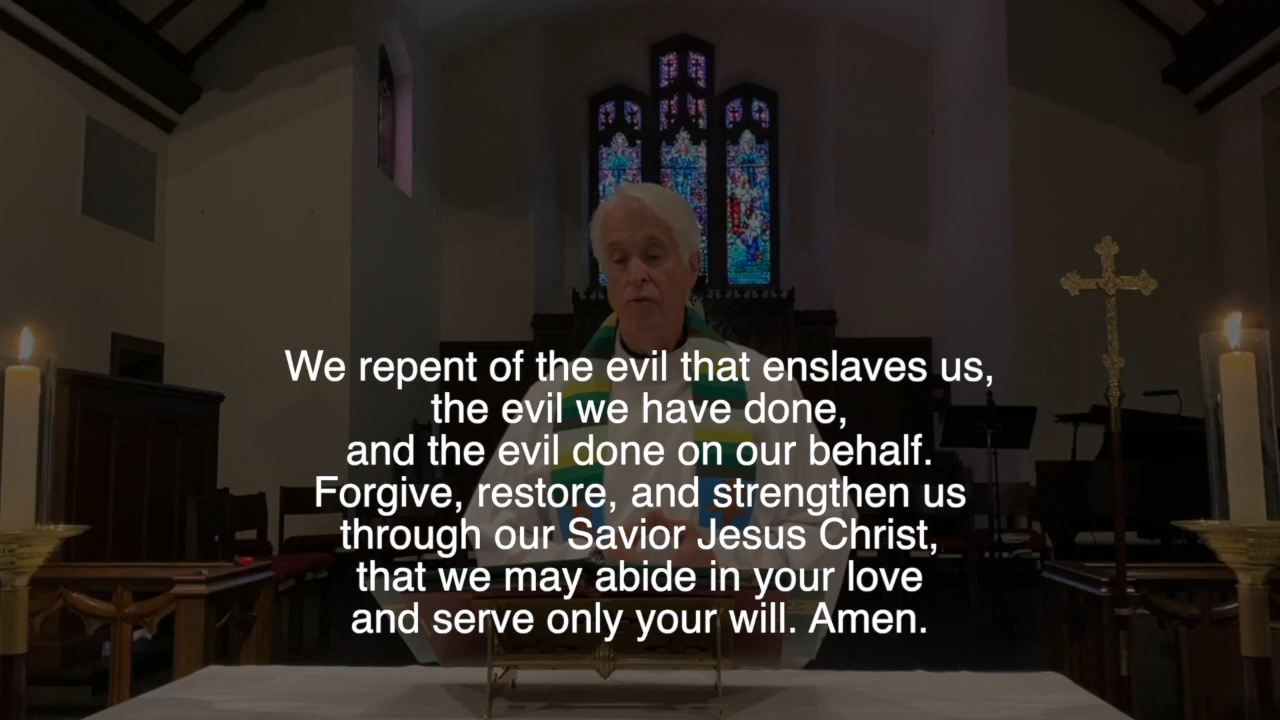 We repent of the evil that enslaves us,
the evil we have done,
and the evil done on our behalf.
Forgive, restore, and strengthen us
through our Savior Jesus Christ,
that we may abide in your love
and serve only your will. Amen.